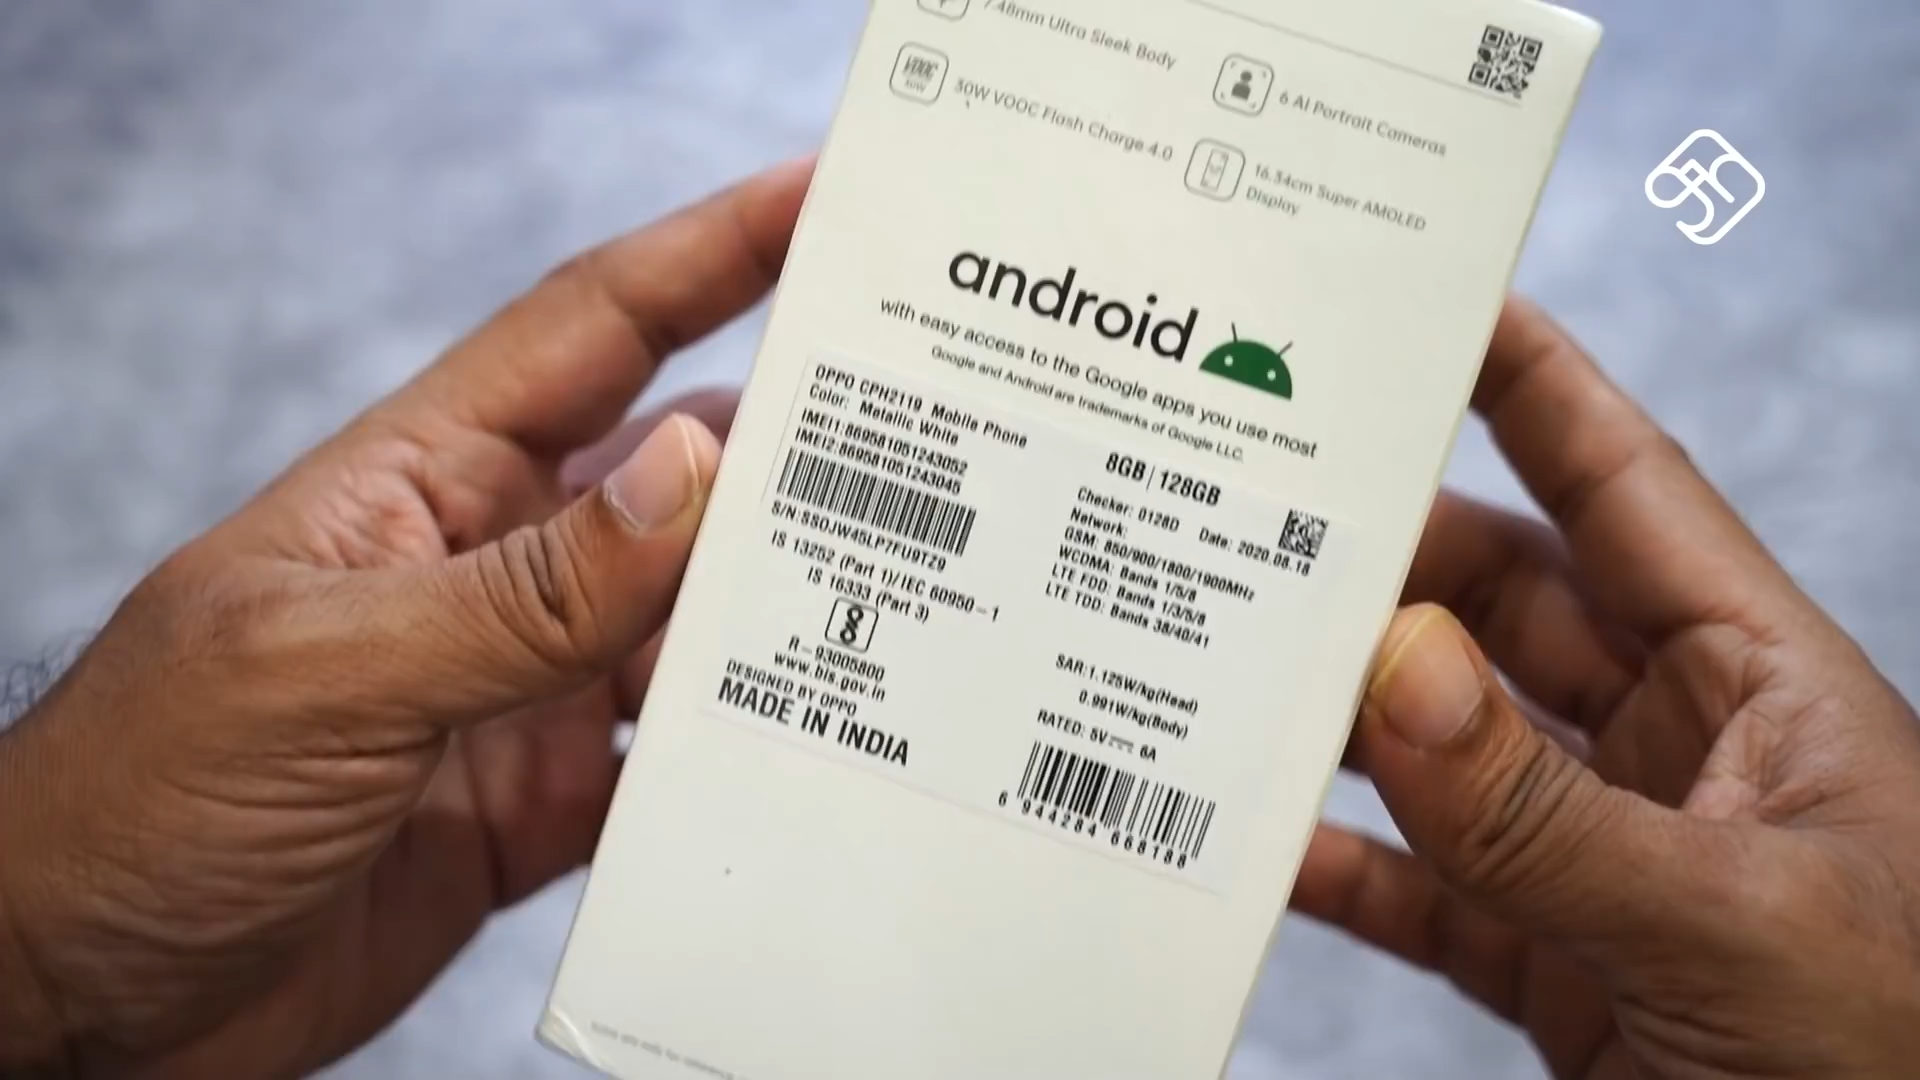 7.48mm Ultra Sleek Body
VOOC
30W VOOC Flash Charge 4.0
6 AI Portrait Cameras
16.34cm Super AMOLED
Display
android
with easy access to the Google apps you use most
Google and Android are trademarks of Google LLC.
OPPO CPH2119 Mobile Phone
Color: Metallic White
IMEI1:869581051243052
IMEI2:869581051243045
S/N:SSOJW45LP7FU9TZ9
IS 13252 (Part 1)/IEC 60950-1
IS 16333 (Part 3)
R-93005800
www.bis.gov.in
DESIGNED BY OPPO
MADE IN INDIA
8GB | 128GB
Checker: 0128D Date: 2020.08.18
Network:
GSM: 850/900/1800/1900MHz
WCDMA: Bands 1/5/8
LTE FDD: Bands 1/3/5/8
LTE TDD: Bands 38/40/41
SAR:1.125W/kg(Head)
0.991W/kg(Body)
RATED: 5V⎓ 6A
6 944284 668188